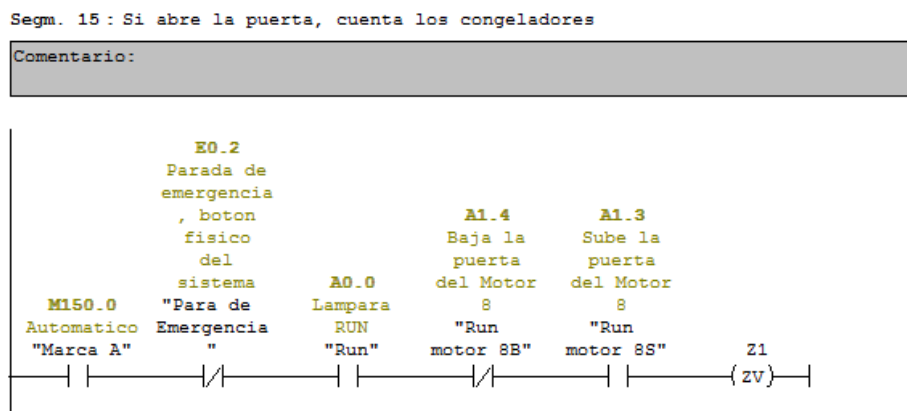 Segm. 15 : Si abre la puerta, cuenta los congeladores
Comentario:
E0.2
Parada de
emergencia
, boton
fisico
del
sistema
"Para de
Emergencia
"
A1.4
Baja la
puerta
del Motor
8
"Run
motor 8B"
A1.3
Sube la
puerta
del Motor
8
"Run
motor 8S"
M150.0
Automatico
"Marca A"
A0.0
Lampara
RUN
"Run"
Z1
ZV